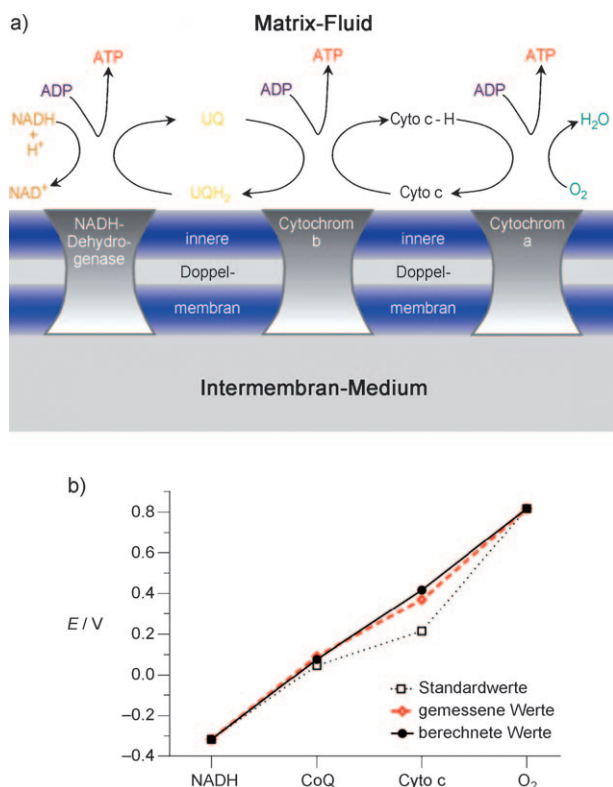 a)
Matrix-Fluid
ATP
ATP
ATP
ADP
ADP
ADP
NADH
+
H⁺
UQ
Cyto c - H
H₂O
NAD⁺
UQH₂
Cyto c
O₂
NADH-
Dehydro-
genase
innere
Doppel-
membran
Cytochrom
b
innere
Doppel-
membran
Cytochrom
a
Intermembran-Medium
b)
E / V
0.8
0.6
0.4
0.2
0.0
–0.2
–0.4
Standardwerte
gemessene Werte
berechnete Werte
NADH
CoQ
Cyto c
O₂